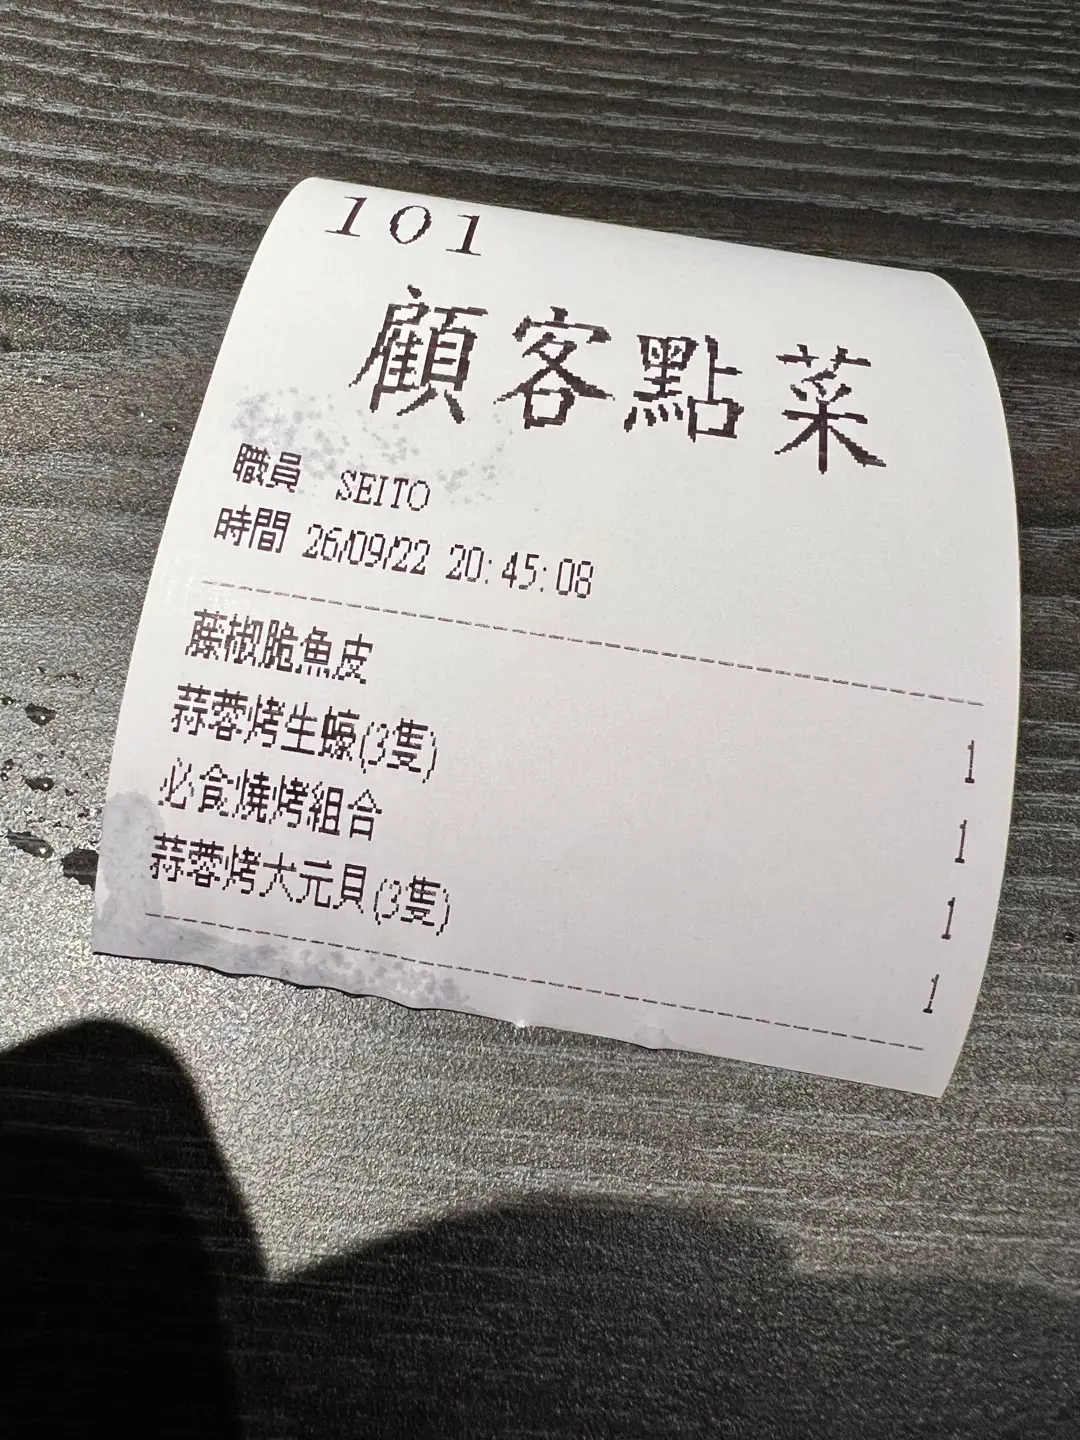 101
顧客點菜
職員 SEITO
時間 26/09/22 20:45:08
藤椒脆魚皮 1
蒜蓉烤生蠔(3隻) 1
必食燒烤組合 1
蒜蓉烤大元貝(3隻) 1